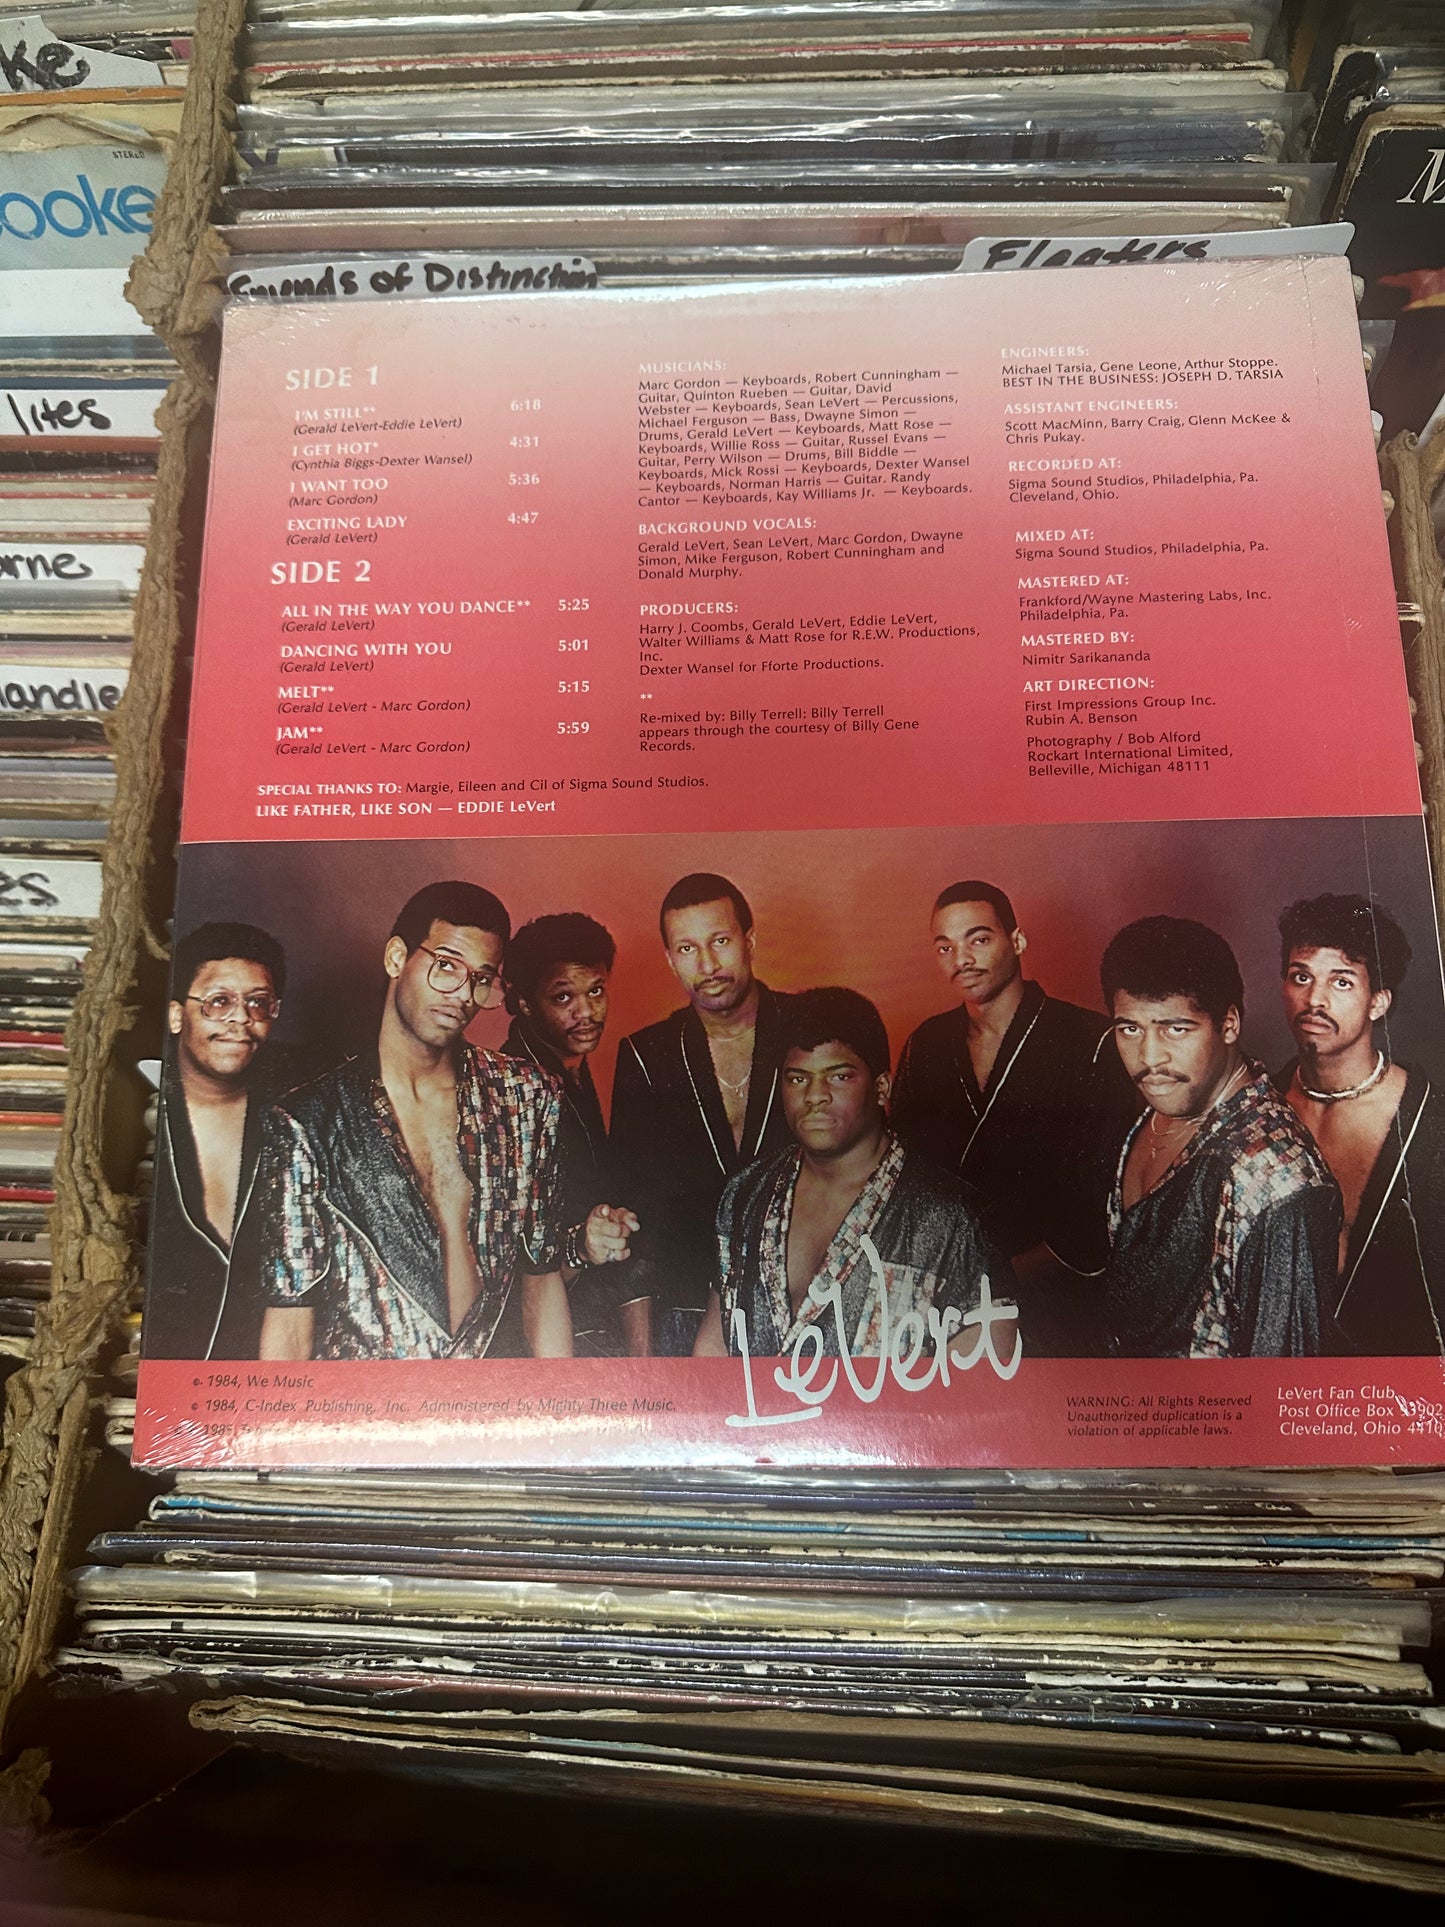 ke
STEREO
ooke
Sounds of Distinction
Floaters
M
lites
orne
andle
es
SIDE 1
I'M STILL** 6:18
(Gerald LeVert-Eddie LeVert)
I GET HOT* 4:31
(Cynthia Biggs-Dexter Wansel)
I WANT TOO 5:36
(Marc Gordon)
EXCITING LADY 4:47
(Gerald LeVert)
SIDE 2
ALL IN THE WAY YOU DANCE** 5:25
(Gerald LeVert)
DANCING WITH YOU 5:01
(Gerald LeVert)
MELT** 5:15
(Gerald LeVert - Marc Gordon)
JAM** 5:59
(Gerald LeVert - Marc Gordon)
SPECIAL THANKS TO: Margie, Eileen and Cil of Sigma Sound Studios.
LIKE FATHER, LIKE SON — EDDIE LeVert
MUSICIANS:
Marc Gordon — Keyboards, Robert Cunningham —
Guitar, Quinton Rueben — Guitar, David
Webster — Keyboards, Sean LeVert — Percussions,
Michael Ferguson — Bass, Dwayne Simon —
Drums, Gerald LeVert — Keyboards, Matt Rose —
Keyboards, Willie Ross — Guitar, Russel Evans —
Guitar, Perry Wilson — Drums, Bill Biddle —
Keyboards, Mick Rossi — Keyboards, Dexter Wansel
— Keyboards, Norman Harris — Guitar. Randy
Cantor — Keyboards, Kay Williams Jr. — Keyboards.
BACKGROUND VOCALS:
Gerald LeVert, Sean LeVert, Marc Gordon, Dwayne
Simon, Mike Ferguson, Robert Cunningham and
Donald Murphy.
PRODUCERS:
Harry J. Coombs, Gerald LeVert, Eddie LeVert,
Walter Williams & Matt Rose for R.E.W. Productions,
Inc.
Dexter Wansel for Fforte Productions.
**
Re-mixed by: Billy Terrell: Billy Terrell
appears through the courtesy of Billy Gene
Records.
ENGINEERS:
Michael Tarsia, Gene Leone, Arthur Stoppe.
BEST IN THE BUSINESS: JOSEPH D. TARSIA
ASSISTANT ENGINEERS:
Scott MacMinn, Barry Craig, Glenn McKee &
Chris Pukay.
RECORDED AT:
Sigma Sound Studios, Philadelphia, Pa.
Cleveland, Ohio.
MIXED AT:
Sigma Sound Studios, Philadelphia, Pa.
MASTERED AT:
Frankford/Wayne Mastering Labs, Inc.
Philadelphia, Pa.
MASTERED BY:
Nimitr Sarikananda
ART DIRECTION:
First Impressions Group Inc.
Rubin A. Benson
Photography / Bob Alford
Rockart International Limited,
Belleville, Michigan 48111
LeVert
©. 1984, We Music
© 1984, C-Index Publishing, Inc. Administered by Mighty Three Music.
1985,
WARNING: All Rights Reserved
Unauthorized duplication is a
violation of applicable laws.
LeVert Fan Club
Post Office Box
Cleveland, Ohio